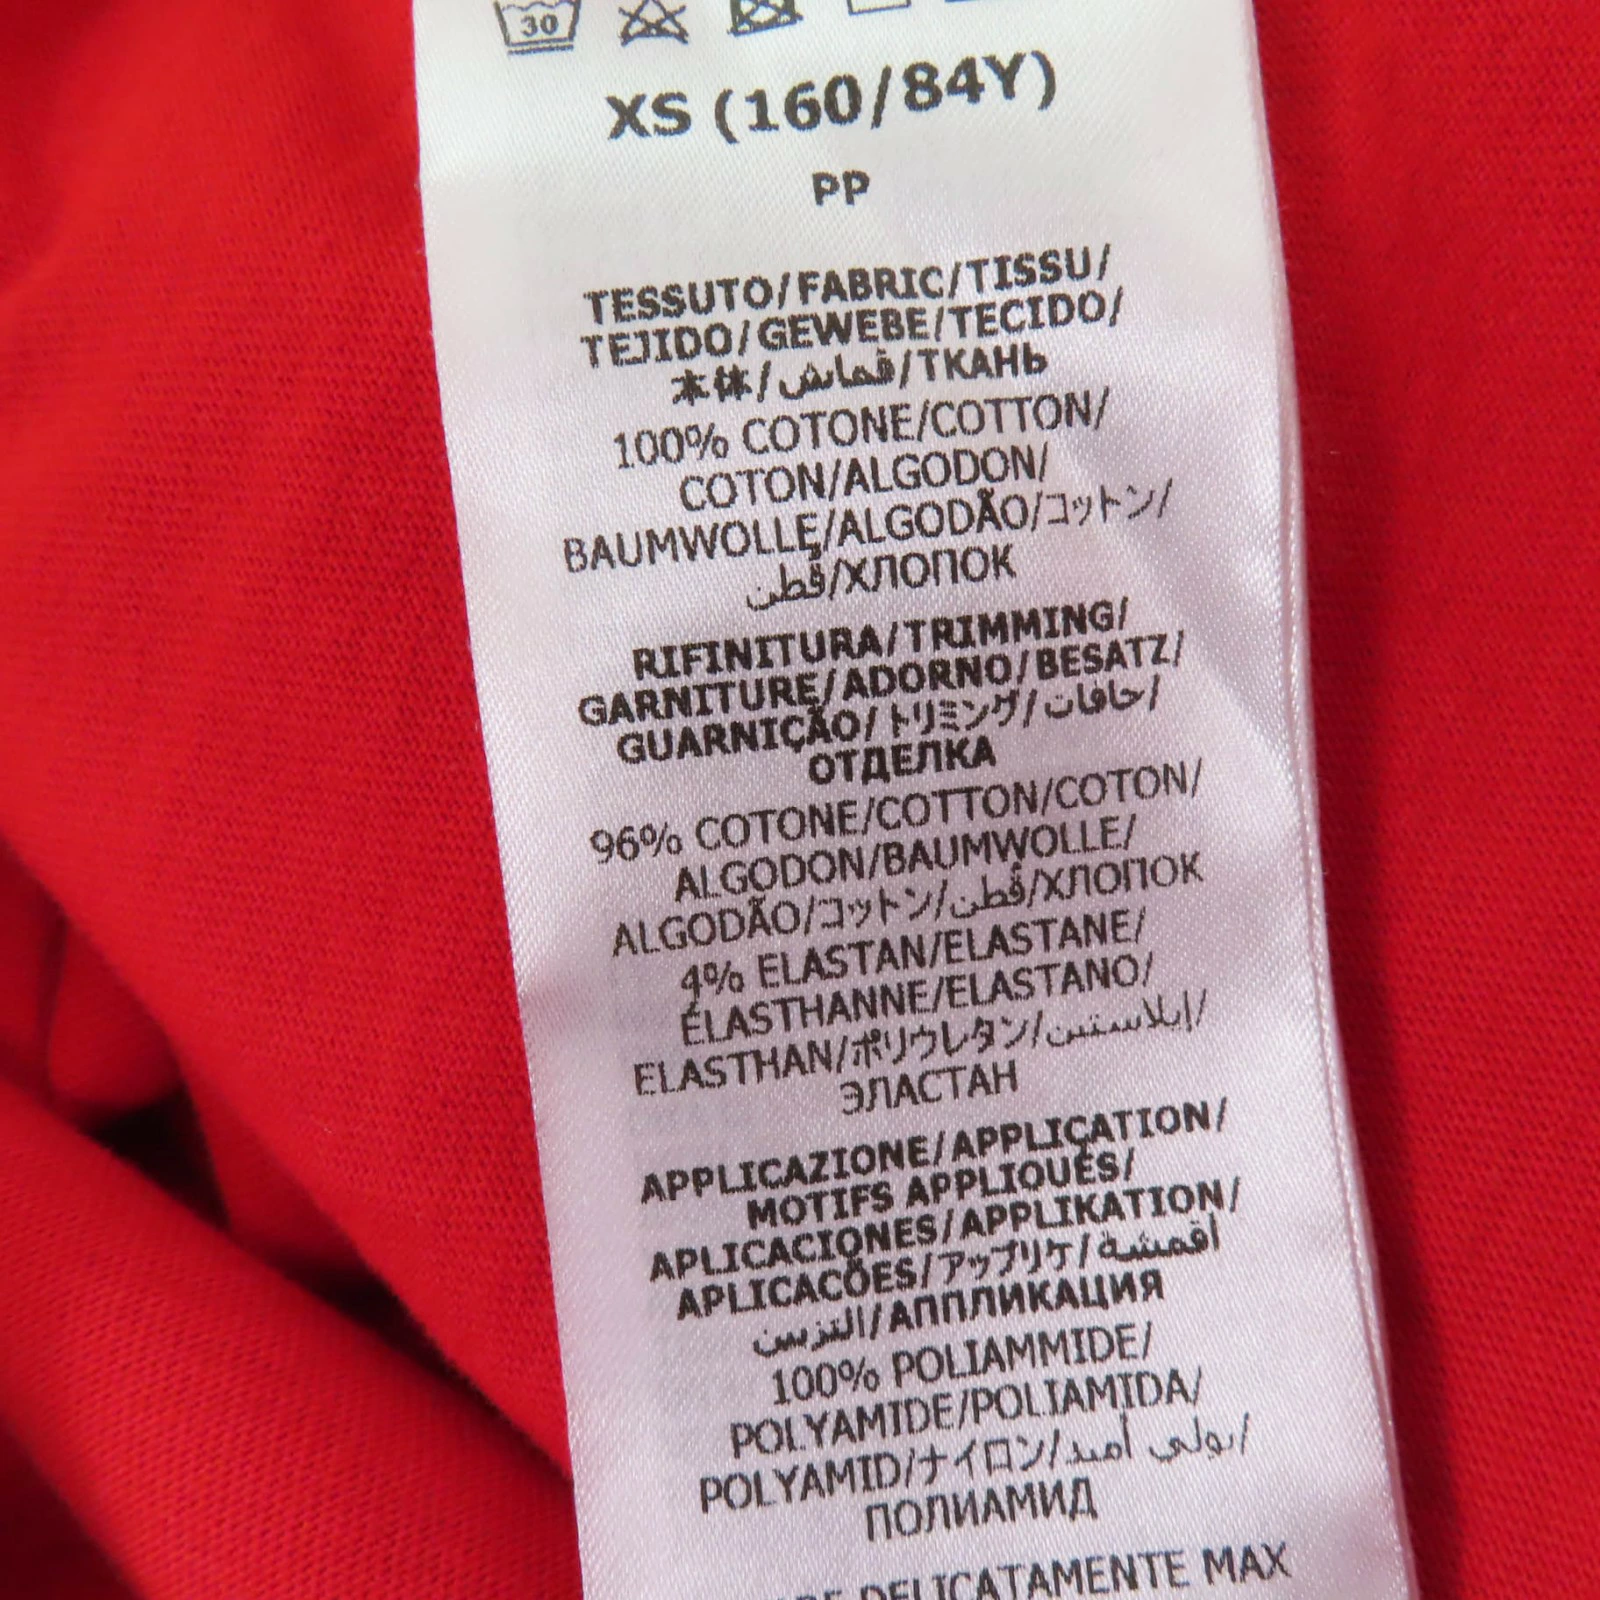 30
XS (160/84Y)
PP
TESSUTO/FABRIC/TISSU/
TEJIDO/GEWEBE/TECIDO/
本体/قماش/ТКАНЬ
100% COTONE/COTTON/
COTON/ALGODON/
BAUMWOLLE/ALGODÃO/コットン/
قطن/ХЛОПОК
RIFINITURA/TRIMMING/
GARNITURE/ADORNO/BESATZ/
GUARNIÇÃO/トリミング/حافات/
ОТДЕЛКА
96% COTONE/COTTON/COTON/
ALGODON/BAUMWOLLE/
ALGODÃO/コットン/قطن/ХЛОПОК
4% ELASTAN/ELASTANE/
ÉLASTHANNE/ELASTANO/
ELASTHAN/ポリウレタン/إيلاستين/
ЭЛАСТАН
APPLICAZIONE/APPLICATION/
MOTIFS APPLIQUÉS/
APLICACIONES/APPLIKATION/
APLICACÕES/アップリケ/أقمشة
التزيين/АППЛИКАЦИЯ
100% POLIAMMIDE/
POLYAMIDE/POLIAMIDA/
POLYAMID/ナイロン/بولي أميد/
ПОЛИАМИД
DELICATAMENTE MAX